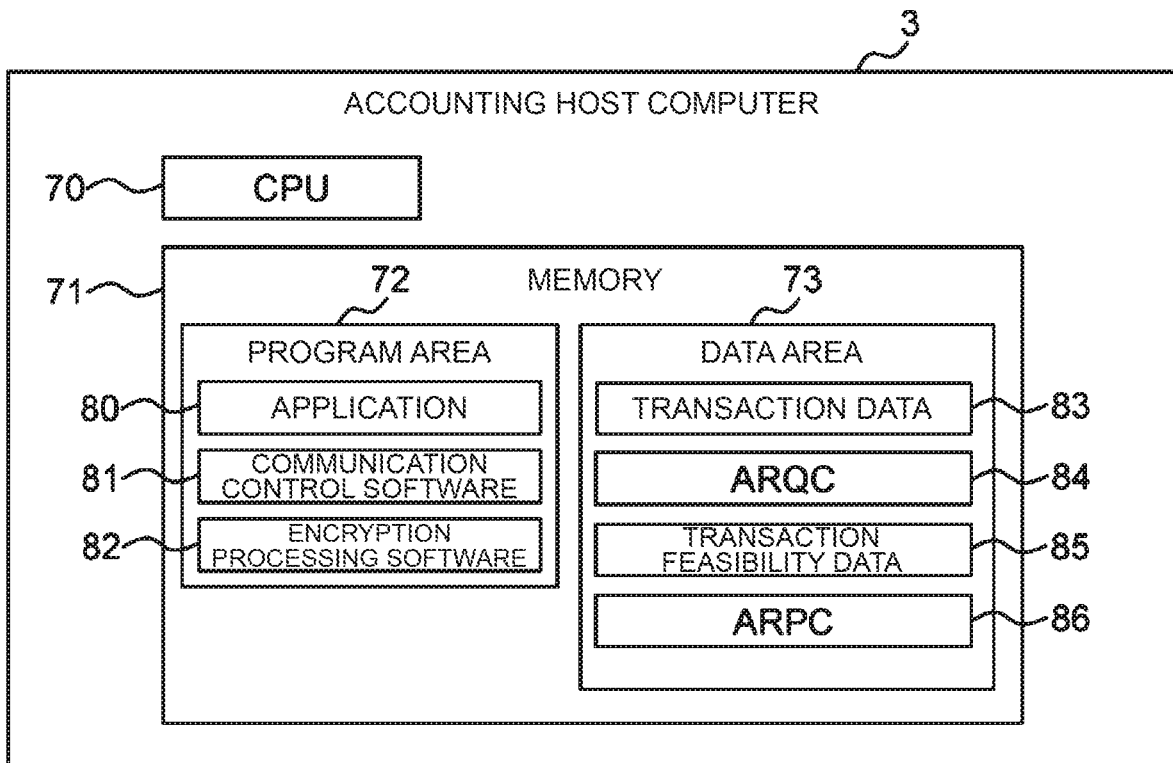 3
ACCOUNTING HOST COMPUTER
70
CPU
71
MEMORY
72
73
PROGRAM AREA
80
APPLICATION
81
COMMUNICATION
CONTROL SOFTWARE
82
ENCRYPTION
PROCESSING SOFTWARE
DATA AREA
TRANSACTION DATA
83
ARQC
84
TRANSACTION
FEASIBILITY DATA
85
ARPC
86